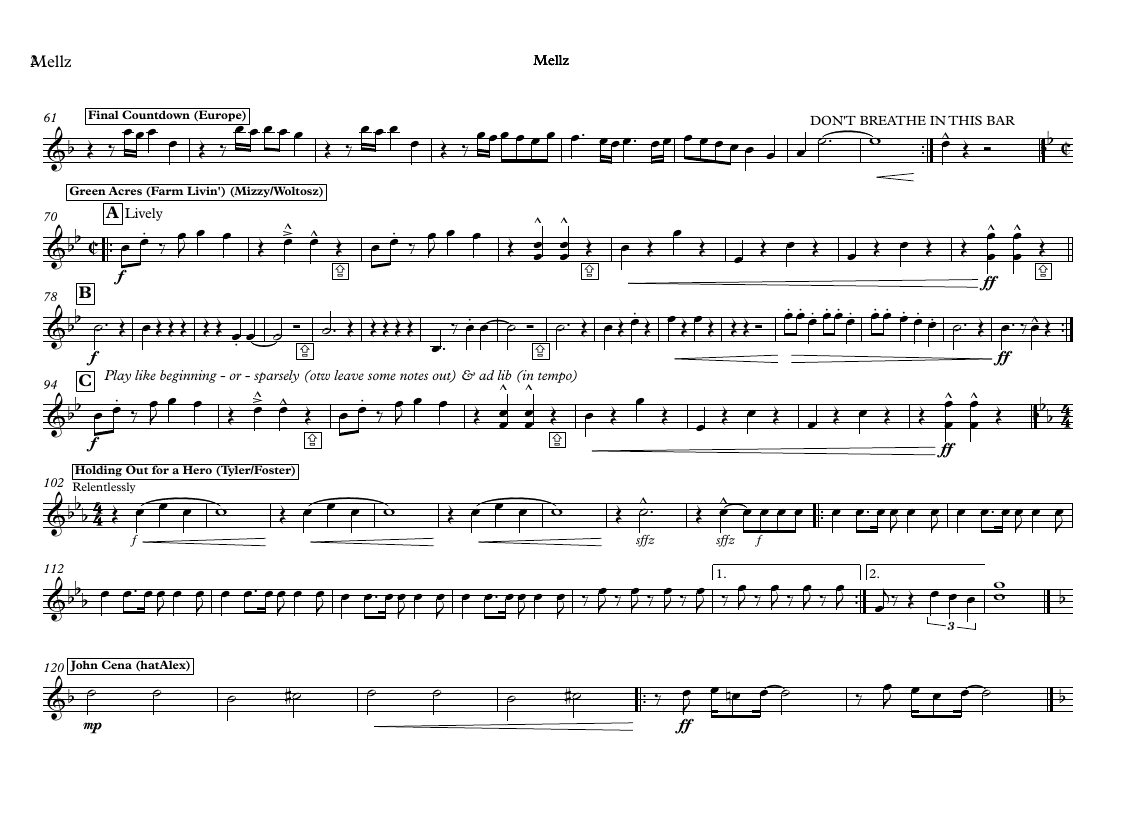 2
Mellz
Mellz
61
Final Countdown (Europe)
DON'T BREATHE IN THIS BAR
Green Acres (Farm Livin') (Mizzy/Woltosz)
70
A Lively
f
ff
78
B
f
ff
94
C Play like beginning - or - sparsely (otw leave some notes out) & ad lib (in tempo)
f
ff
Holding Out for a Hero (Tyler/Foster)
102
Relentlessly
4
4
f
sffz
sffz
f
112
1.
2.
3
120
John Cena (hatAlex)
mp
ff